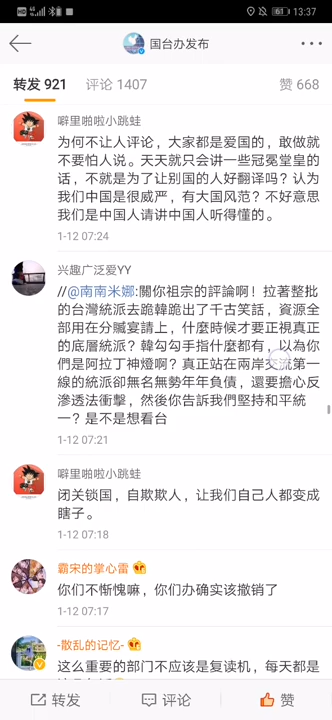 HD 46 61 13:37
国台办发布
转发 921 评论 1407 赞 668
噼里啪啦小跳蛙
为何不让人评论，大家都是爱国的，敢做就
不要怕人说。天天就只会讲一些冠冕堂皇的
话，不就是为了让别国的人好翻译吗？认为
我们中国是很威严，有大国风范？不好意思
我们是中国人请讲中国人听得懂的。
1-12 07:24
兴趣广泛爱YY
//@南南米娜:關你祖宗的評論啊！拉著整批
的台灣統派去跪韓跪出了千古笑話，資源全
部用在分贓宴請上，什麼時候才要正視真正
的底層統派？韓勾勾手指什麼都有，以為你
們是阿拉丁神燈啊？真正站在兩岸交流第一
線的統派卻無名無勢年年負債，還要擔心反
滲透法衝擊，然後你告訴我們堅持和平統
一？是不是想看台
1-12 07:21
噼里啪啦小跳蛙
闭关锁国，自欺欺人，让我们自己人都变成
瞎子。
1-12 07:18
霸宋的掌心雷
你们不惭愧嘛，你们办确实该撤销了
1-12 07:17
-散乱的记忆-
这么重要的部门不应该是复读机，每天都是
转发 评论 赞